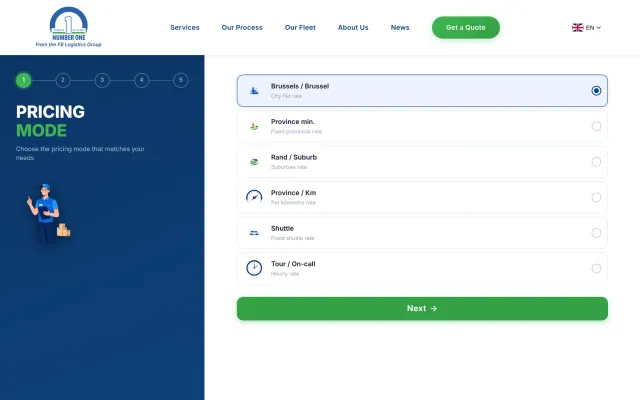 1
NUMBER ONE
From the FB Logistics Group
Services
Our Process
Our Fleet
About Us
News
Get a Quote
EN
1
2
3
4
5
PRICING
MODE
Choose the pricing mode that matches your
needs
Brussels / Brussel
City Flat rate
Province min.
Fixed provincial rate
Rand / Suburb
Suburban rate
Province / Km
Per kilometre rate
Shuttle
Fixed shuttle rate
Tour / On-call
Hourly rate
Next →